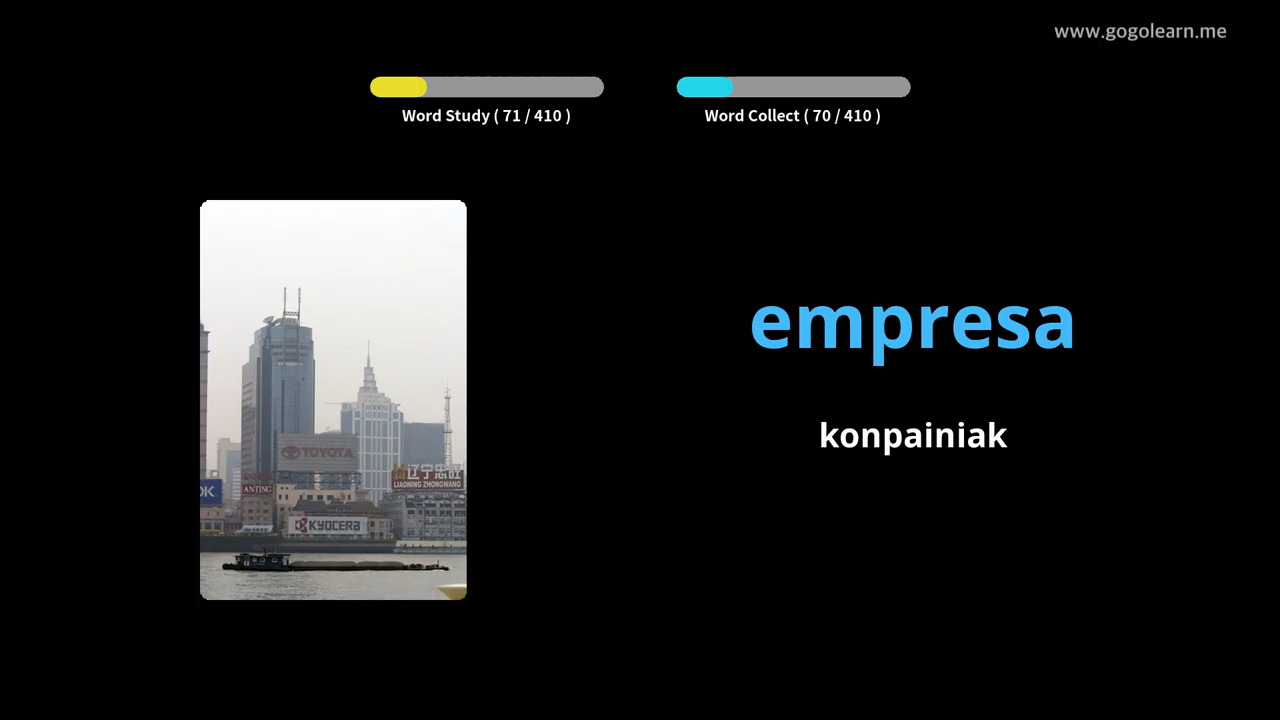 www.gogolearn.me
Word Study ( 71 / 410 )
Word Collect ( 70 / 410 )
empresa
konpainiak
TOYOTA
辽宁忠旺
LIAONING ZHONGWANG
OK
ANTING
KYOCERA